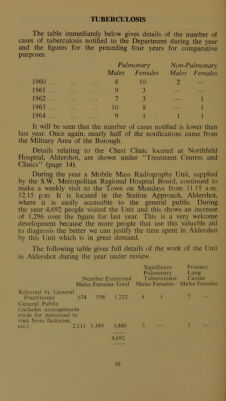 TUBERCULOSIS
The table immediately below gives details of the number of
cases of tuberculosis notified to the Department during the year
and the figures for the preceding four years for comparative
purposes.
Pulmonary Non-Pulmonary
Males Females Males Females
1960 ... ... ... 8 10 2 —
1961 ... ... ... 9 3 — —
1962 ... ... ... 7 3 — 1
1963 ... ... ... 10 8 — 1
1964 ... ... ... 9 1 1 1
It will be seen that the number of cases notified is lower than
last year. Once again, nearly half of the notifications came from
the Military Area of the Borough.
Details relating to the Chest Clinic located at Northfield
Hospital, Aldershot, are shown under "Treatment Centres and
Clinics" (page 14).
During the year a Mobile Mass Radiography Unit, supplied
by the S.W. Metropolitan Regional Hospital Board, continued to
make a weekly visit to the Town on Mondays from 11.15 a.m.
12.15 p.m. It is located in the Station Approach, Aldershot,
where it is easily accessible to the general public. During
the year 4,692 people visited the Unit and this shows an increase
of 1,296 over the figure for last year. This is a very welcome
development because the more people that use this valuable aid
to diagnosis the better we can justify the time spent in Aldershot
by this Unit which is in great demand.
The following table gives full details of the work of the Unit
in Aldershot during the year under review.
Significant Primary
Pulmonary Lung
Number Examined Tuberculosis Cancer
Males Females Total Males Females Males Females
Referred by General
Practitioner 674 558 1,232 4 1 7 —
General Public
(includes arrangements
made for personnel to
visit from factories,
etc.) 2,111 1,349 3,460 3 — 1 —
4,692
10